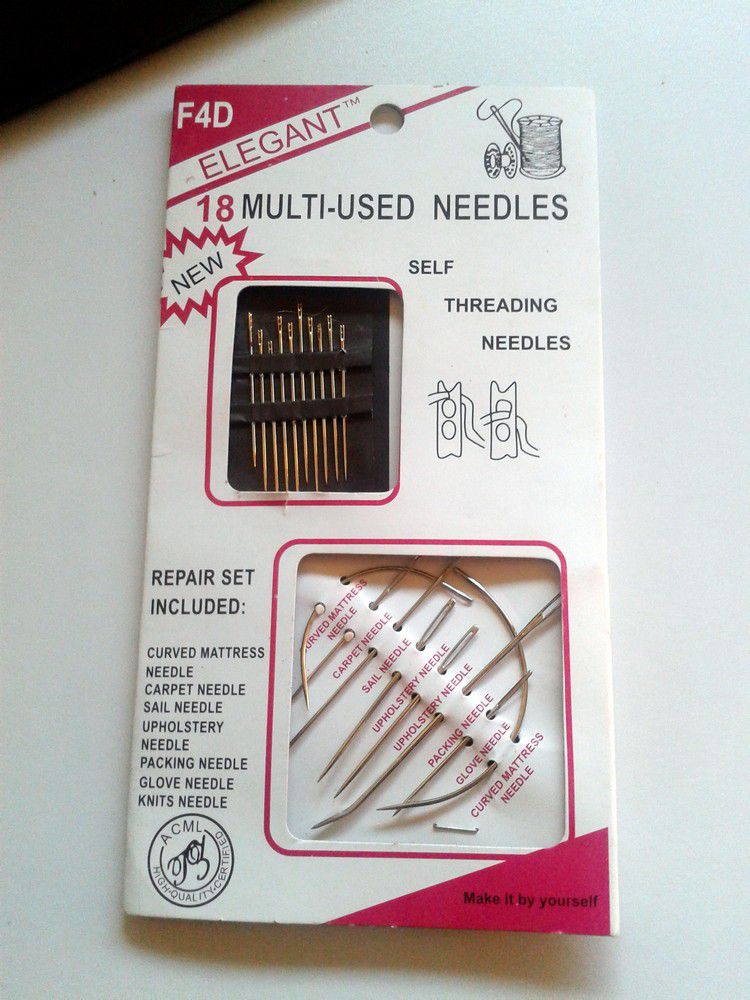 F4D
ELEGANT™
18 MULTI-USED NEEDLES
NEW
SELF
THREADING
NEEDLES
REPAIR SET
INCLUDED:
CURVED MATTRESS
NEEDLE
CARPET NEEDLE
SAIL NEEDLE
UPHOLSTERY
NEEDLE
PACKING NEEDLE
GLOVE NEEDLE
KNITS NEEDLE
CURVED MATTRESS
NEEDLE
CARPET NEEDLE
SAIL NEEDLE
UPHOLSTERY NEEDLE
UPHOLSTERY NEEDLE
PACKING NEEDLE
GLOVE NEEDLE
CURVED MATTRESS
NEEDLE
ACML
HIGH-QUALITY-CERTIFIED
Make it by yourself